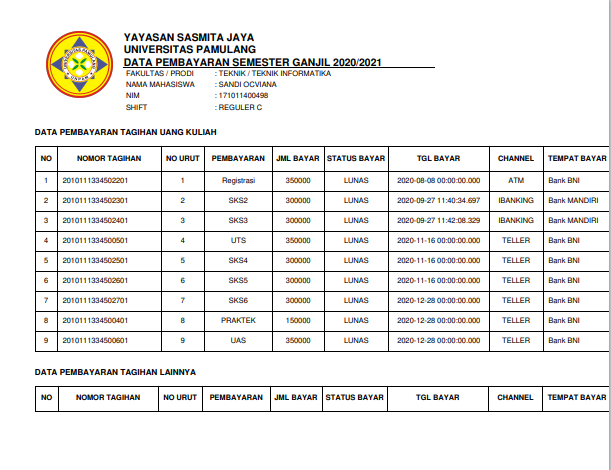 YAYASAN SASMITA JAYA
UNIVERSITAS PAMULANG
DATA PEMBAYARAN SEMESTER GANJIL 2020/2021
FAKULTAS / PRODI : TEKNIK / TEKNIK INFORMATIKA
NAMA MAHASISWA : SANDI OCVIANA
NIM : 171011400498
SHIFT : REGULER C
DATA PEMBAYARAN TAGIHAN UANG KULIAH
NO NOMOR TAGIHAN NO URUT PEMBAYARAN JML BAYAR STATUS BAYAR TGL BAYAR CHANNEL TEMPAT BAYAR
1 2010111334502201 1 Registrasi 350000 LUNAS 2020-08-08 00:00:00.000 ATM Bank BNI
2 2010111334502301 2 SKS2 300000 LUNAS 2020-09-27 11:40:34.697 IBANKING Bank MANDIRI
3 2010111334502401 3 SKS3 300000 LUNAS 2020-09-27 11:42:08.329 IBANKING Bank MANDIRI
4 2010111334500501 4 UTS 350000 LUNAS 2020-11-16 00:00:00.000 TELLER Bank BNI
5 2010111334502501 5 SKS4 300000 LUNAS 2020-11-16 00:00:00.000 TELLER Bank BNI
6 2010111334502601 6 SKS5 300000 LUNAS 2020-11-16 00:00:00.000 TELLER Bank BNI
7 2010111334502701 7 SKS6 300000 LUNAS 2020-12-28 00:00:00.000 TELLER Bank BNI
8 2010111334500401 8 PRAKTEK 150000 LUNAS 2020-12-28 00:00:00.000 TELLER Bank BNI
9 2010111334500601 9 UAS 350000 LUNAS 2020-12-28 00:00:00.000 TELLER Bank BNI
DATA PEMBAYARAN TAGIHAN LAINNYA
NO NOMOR TAGIHAN NO URUT PEMBAYARAN JML BAYAR STATUS BAYAR TGL BAYAR CHANNEL TEMPAT BAYAR